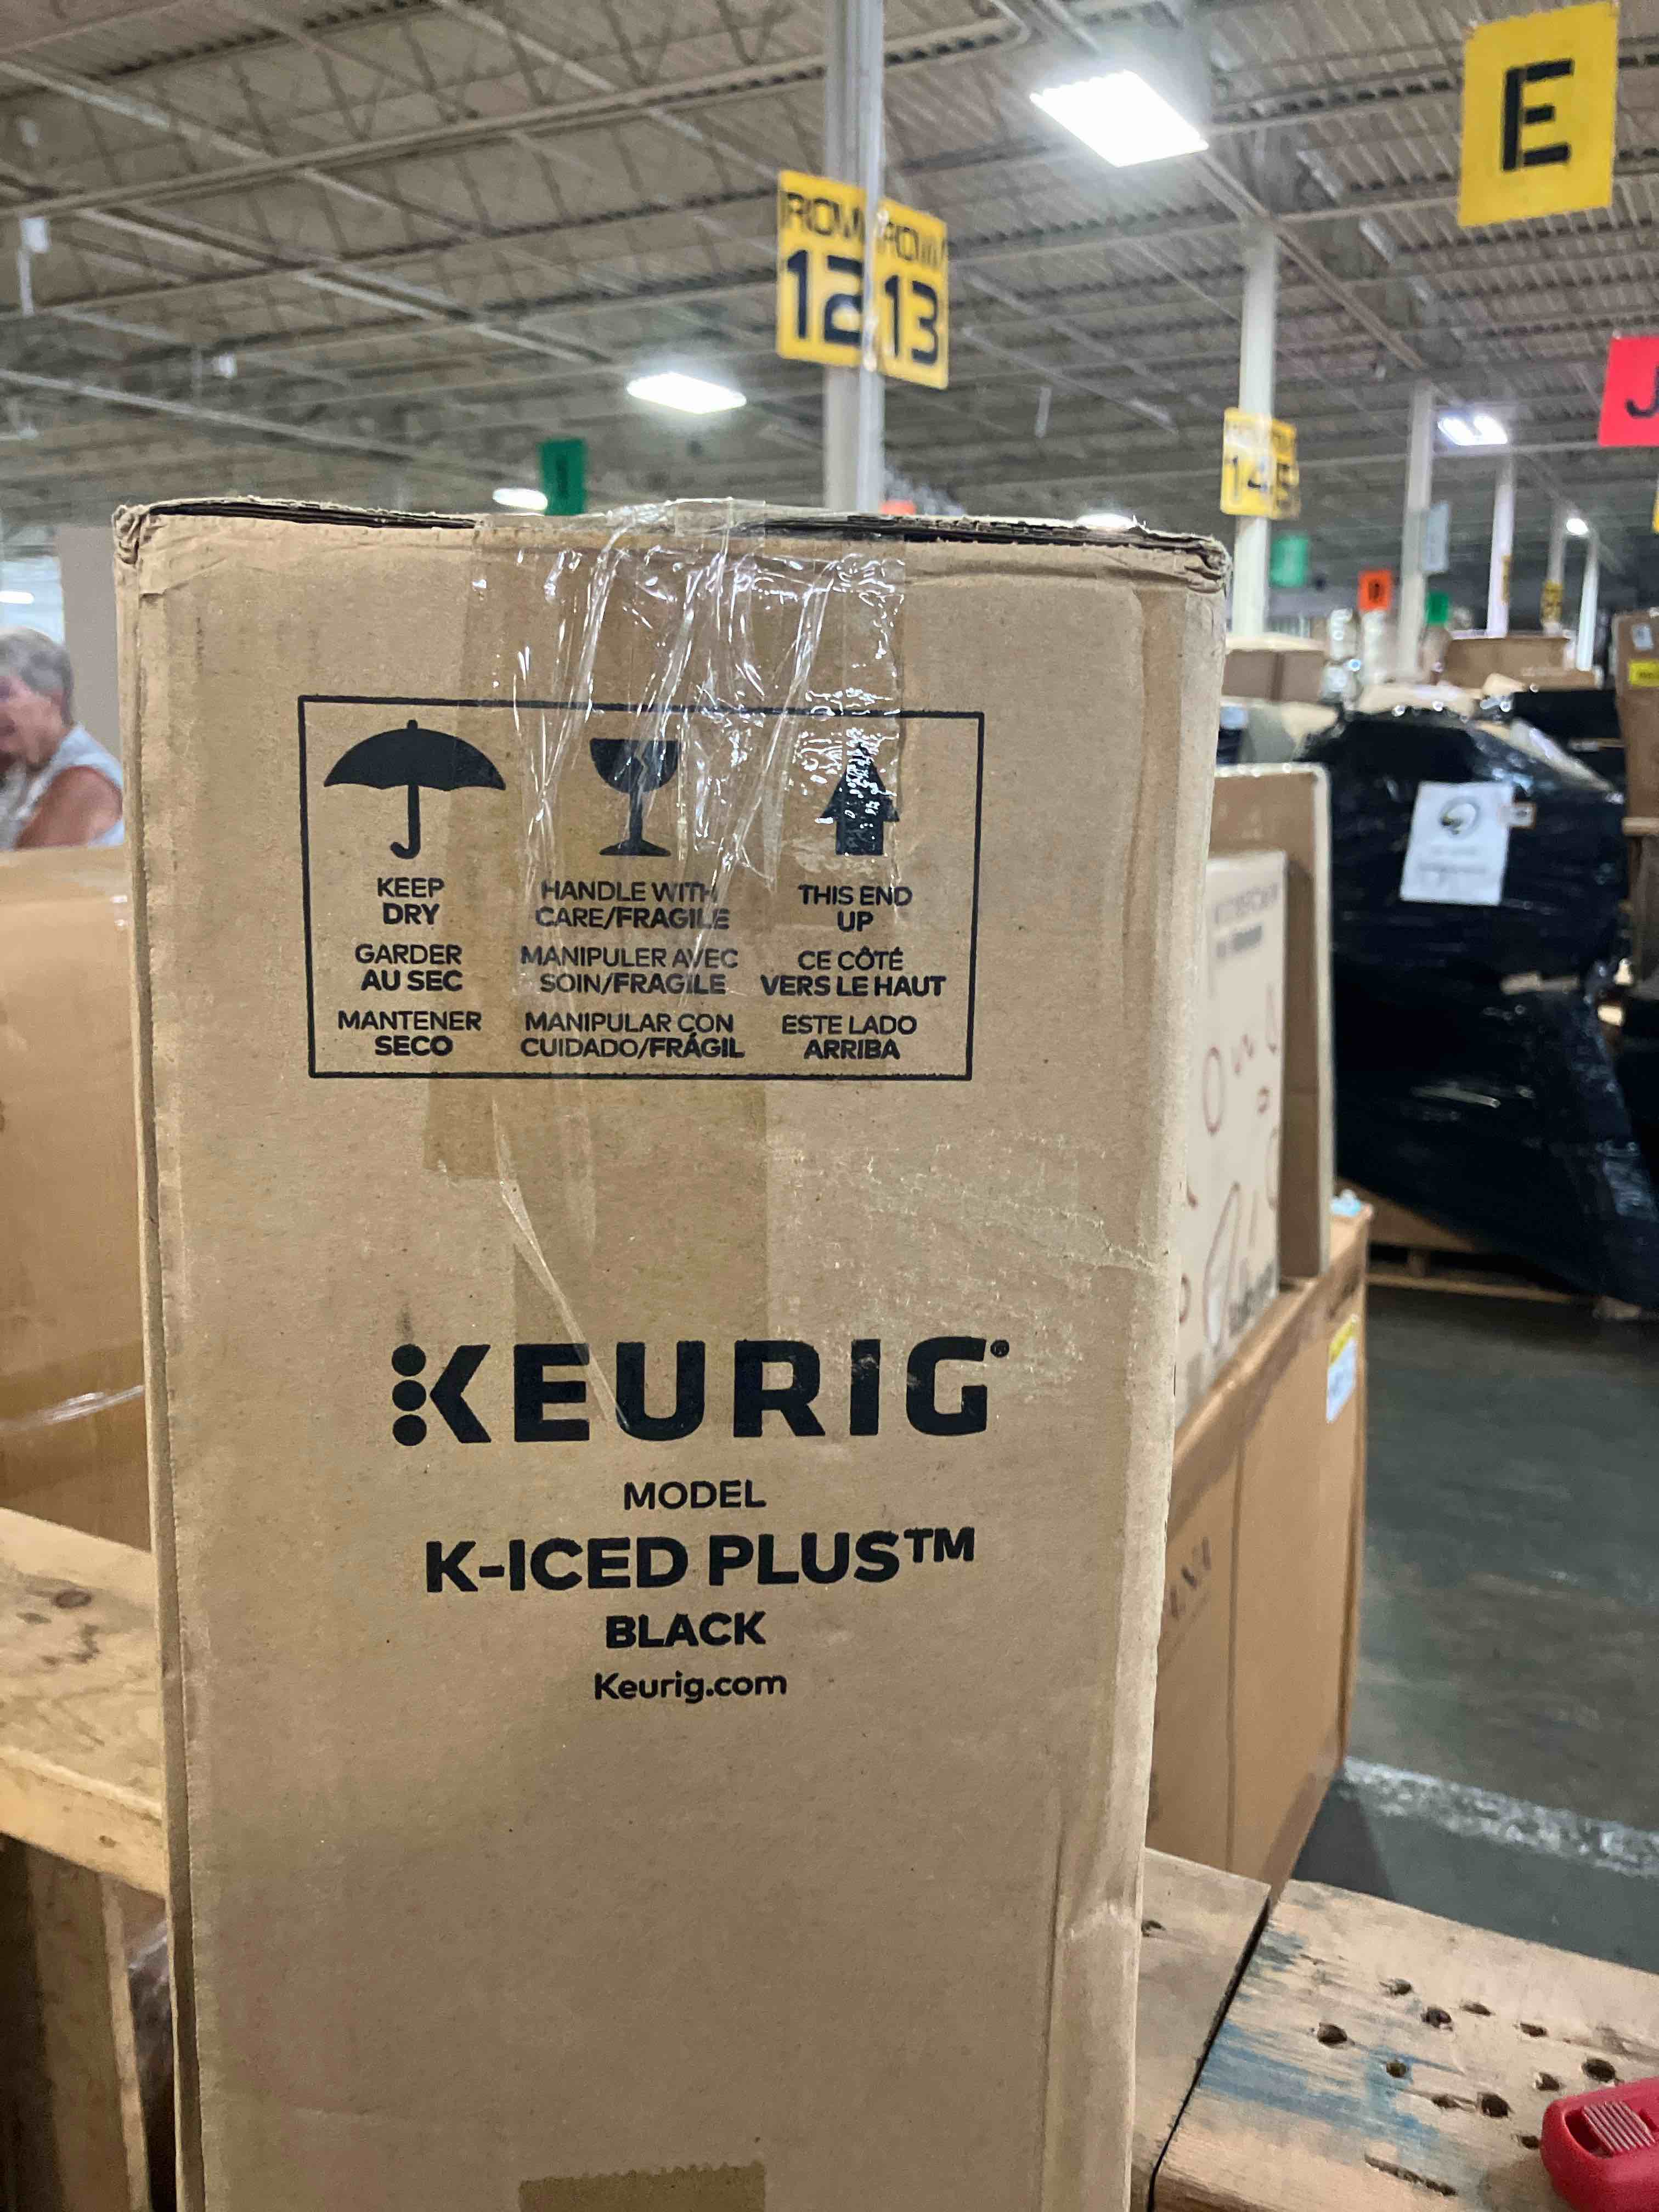 E
ROW ROW
12 13
J
14
KEEP
DRY
GARDER
AU SEC
MANTENER
SECO
HANDLE WITH
CARE/FRAGILE
MANIPULER AVEC
SOIN/FRAGILE
MANIPULAR CON
CUIDADO/FRÁGIL
THIS END
UP
CE CÔTÉ
VERS LE HAUT
ESTE LADO
ARRIBA
KEURIG®
MODEL
K-ICED PLUS™
BLACK
Keurig.com